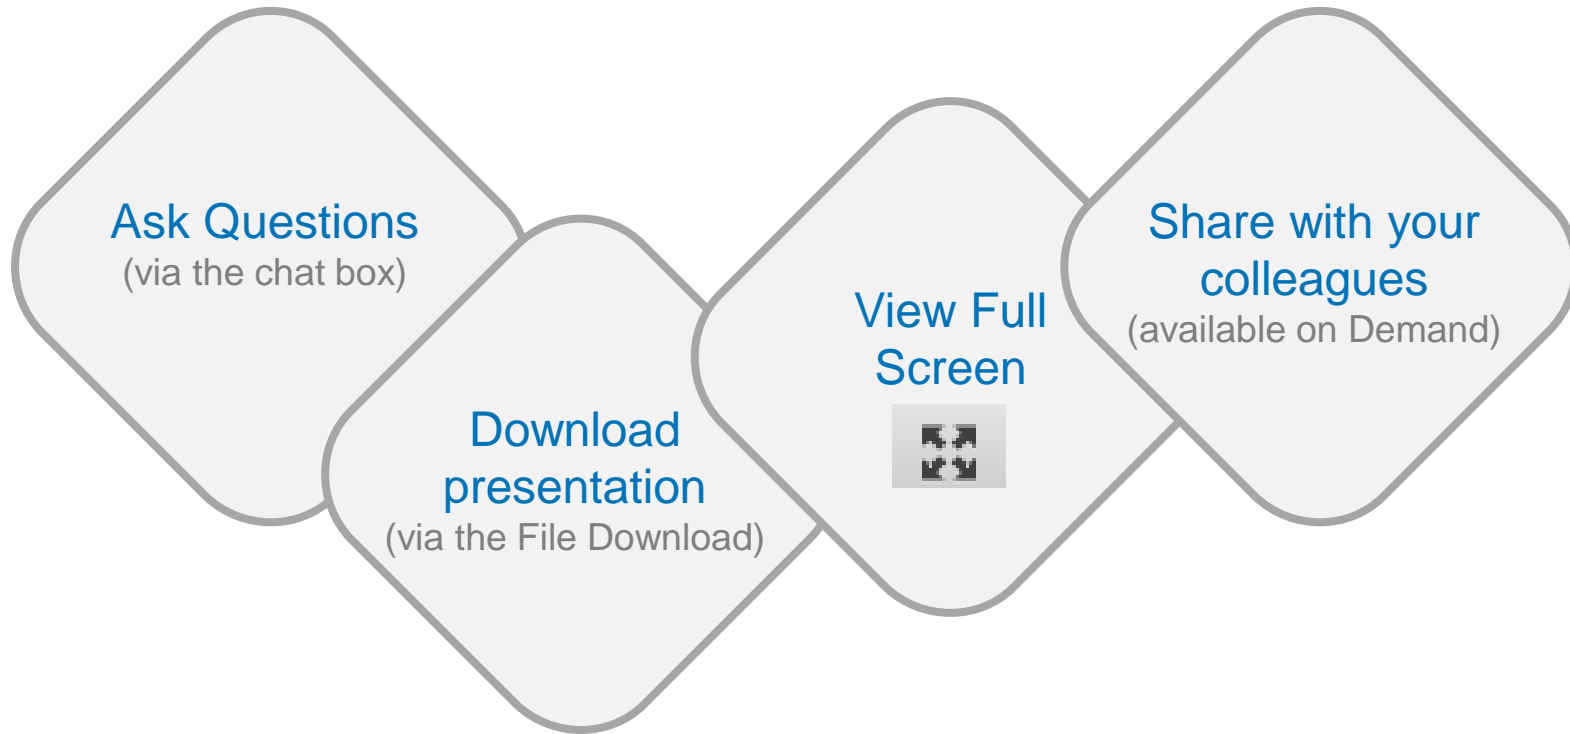 Ask Questions
(via the chat box)
Download
presentation
(via the File Download)
View Full
Screen
Share with your
colleagues
(available on Demand)